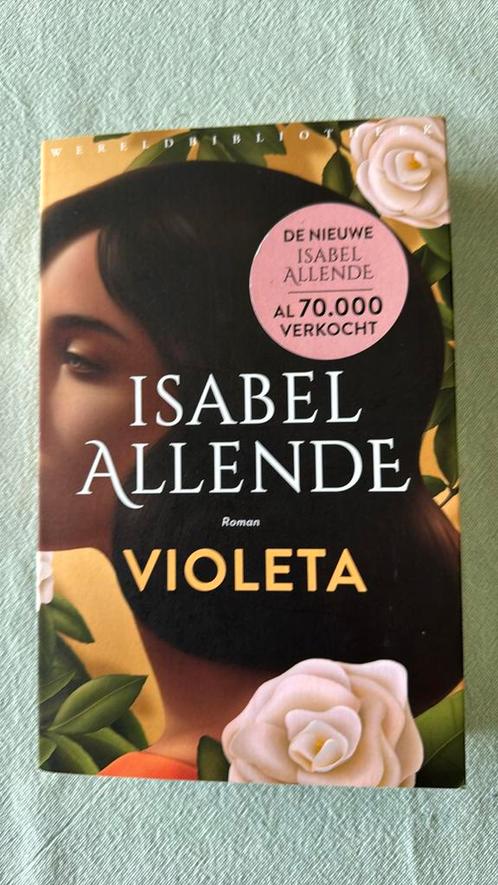 WERELDBIBLIOTHEEK
DE NIEUWE
ISABEL
ALLENDE
AL 70.000
VERKOCHT
ISABEL
ALLENDE
Roman
VIOLETA